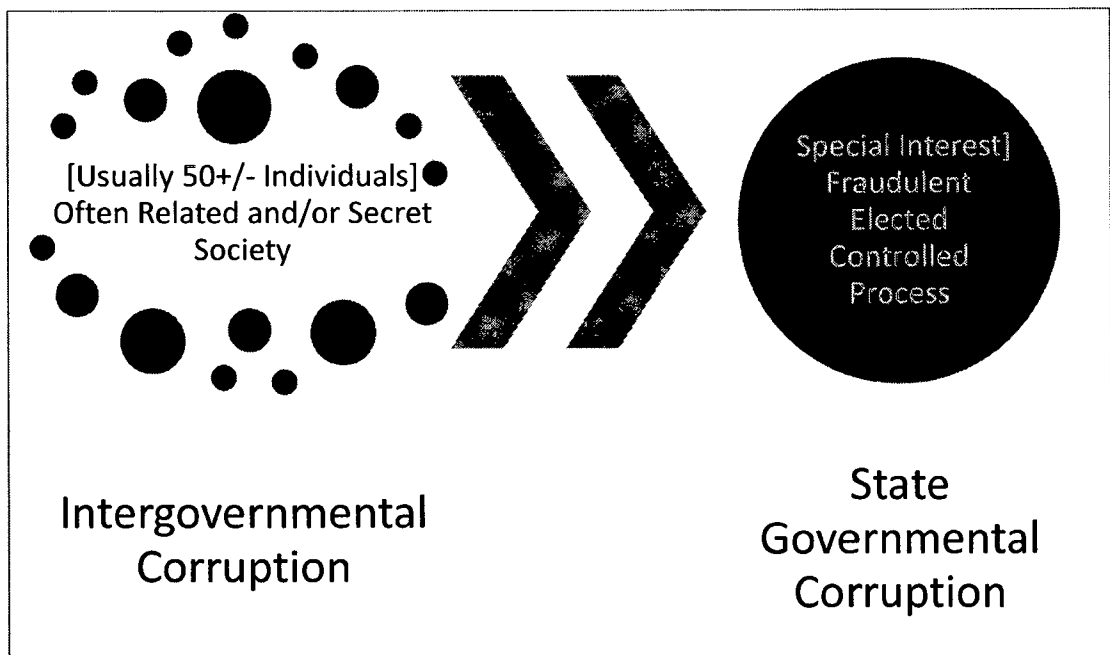 [Usually 50+/- Individuals]
Often Related and/or Secret
Society
Special Interest]
Fraudulent
Elected
Controlled
Process
Intergovernmental
Corruption
State
Governmental
Corruption